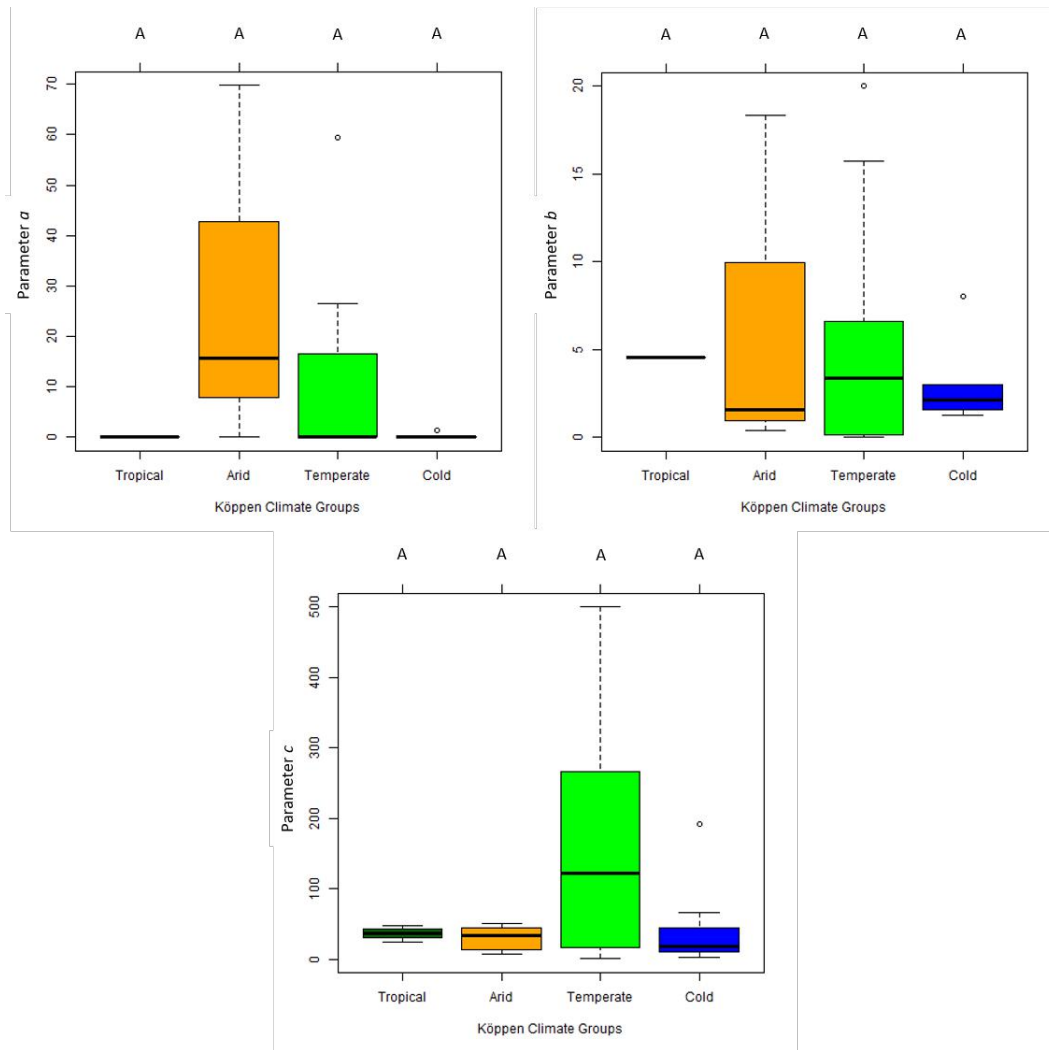 A A A A
70
60
50
40
30
20
10
0
Parameter a
Tropical Arid Temperate Cold
Köppen Climate Groups
A A A A
20
15
10
5
0
Parameter b
Tropical Arid Temperate Cold
Köppen Climate Groups
A A A A
500
400
300
200
100
0
Parameter c
Tropical Arid Temperate Cold
Köppen Climate Groups